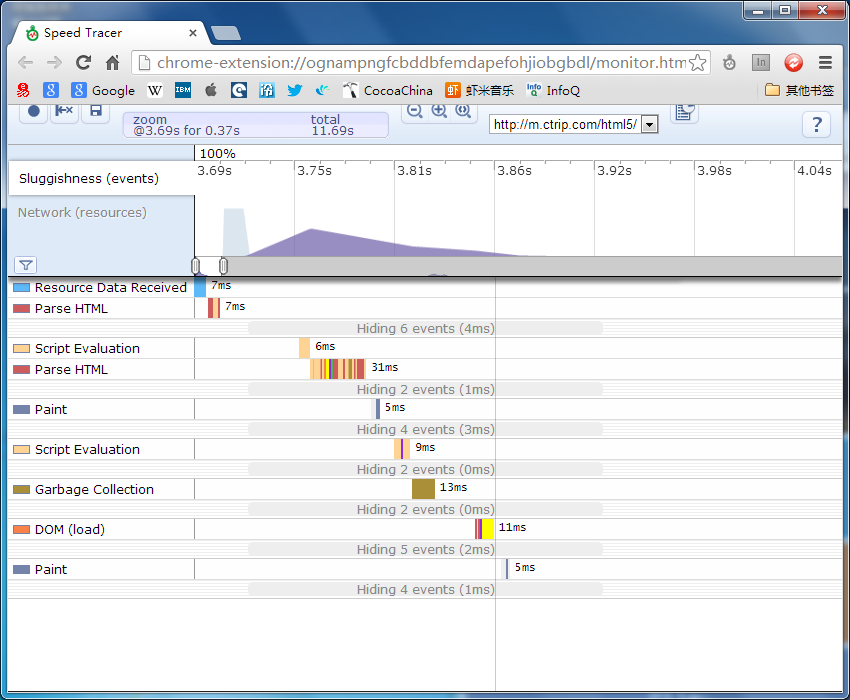 Speed Tracer
chrome-extension://ognampngfcbddbfemdapefohjiobgbdl/monitor.htm
Google
W
IBM
CocoaChina
虾
虾米音乐
Info Q
InfoQ
其他书签
zoom
@3.69s for 0.37s
total
11.69s
http://m.ctrip.com/html5/
?
100%
Sluggishness (events)
3.69s 3.75s 3.81s 3.86s 3.92s 3.98s 4.04s
Network (resources)
Resource Data Received 7ms
Parse HTML 7ms
Hiding 6 events (4ms)
Script Evaluation 6ms
Parse HTML 31ms
Hiding 2 events (1ms)
Paint 5ms
Hiding 4 events (3ms)
Script Evaluation 9ms
Hiding 2 events (0ms)
Garbage Collection 13ms
Hiding 2 events (0ms)
DOM (load) 11ms
Hiding 5 events (2ms)
Paint 5ms
Hiding 4 events (1ms)